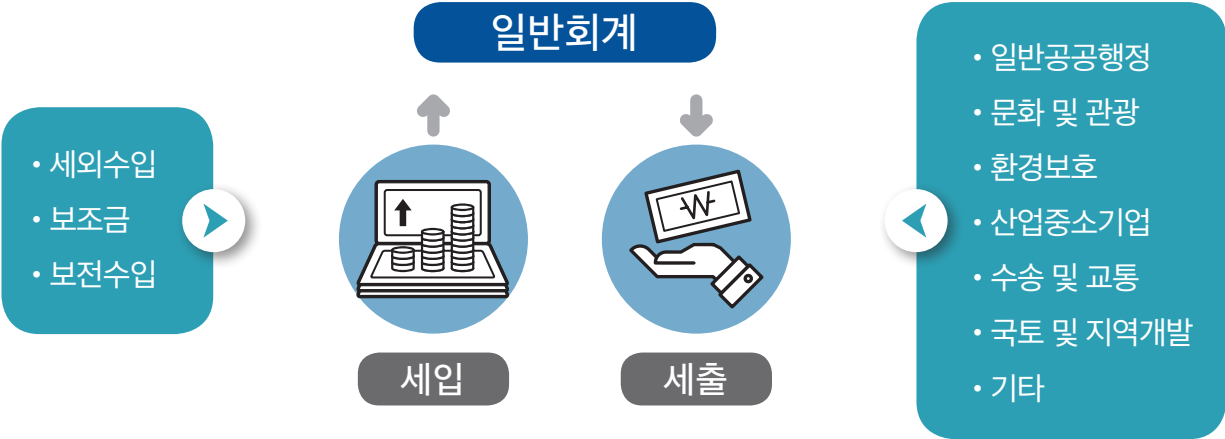 일반회계
• 세외수입
• 보조금
• 보전수입
세입
세출
• 일반공공행정
• 문화 및 관광
• 환경보호
• 산업중소기업
• 수송 및 교통
• 국토 및 지역개발
• 기타